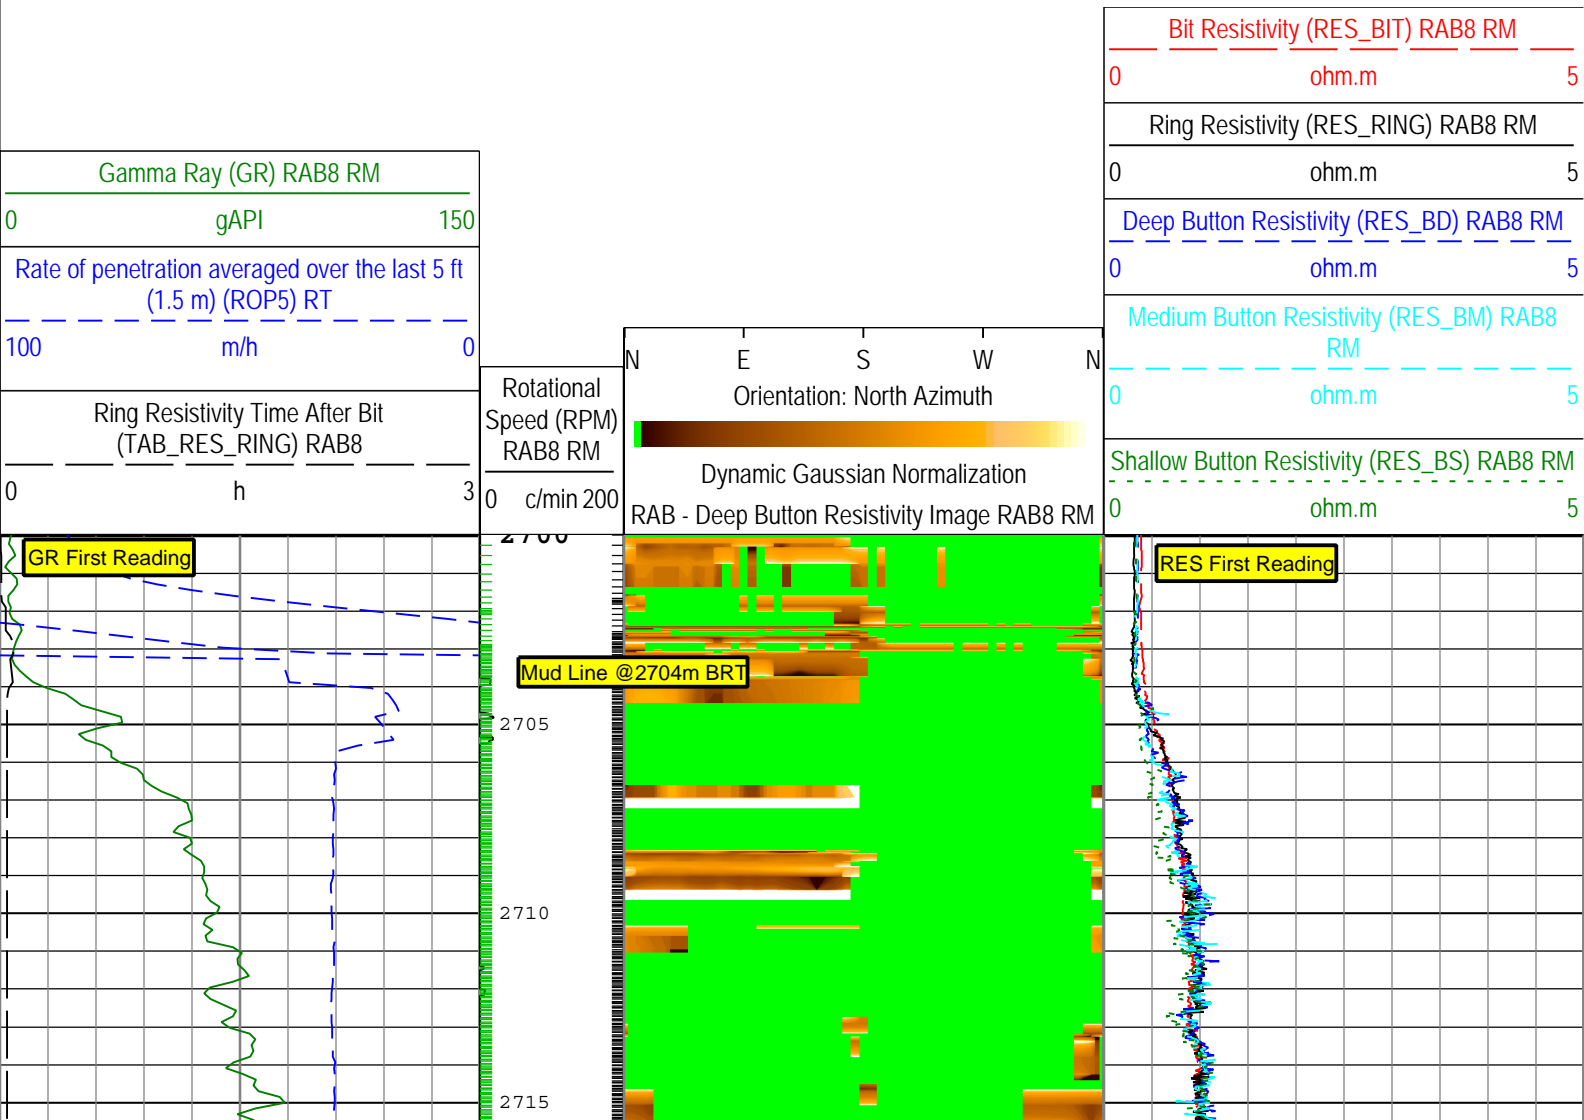 Bit Resistivity (RES_BIT) RAB8 RM
0 ohm.m 5
Ring Resistivity (RES_RING) RAB8 RM
0 ohm.m 5
Deep Button Resistivity (RES_BD) RAB8 RM
0 ohm.m 5
Medium Button Resistivity (RES_BM) RAB8
RM
0 ohm.m 5
Shallow Button Resistivity (RES_BS) RAB8 RM
0 ohm.m 5
Gamma Ray (GR) RAB8 RM
0 gAPI 150
Rate of penetration averaged over the last 5 ft
(1.5 m) (ROP5) RT
100 m/h 0
Ring Resistivity Time After Bit
(TAB_RES_RING) RAB8
0 h 3
Rotational
Speed (RPM)
RAB8 RM
0 c/min 200
N E S W N
Orientation: North Azimuth
Dynamic Gaussian Normalization
RAB - Deep Button Resistivity Image RAB8 RM
2700
GR First Reading
RES First Reading
Mud Line @2704m BRT
2705
2710
2715